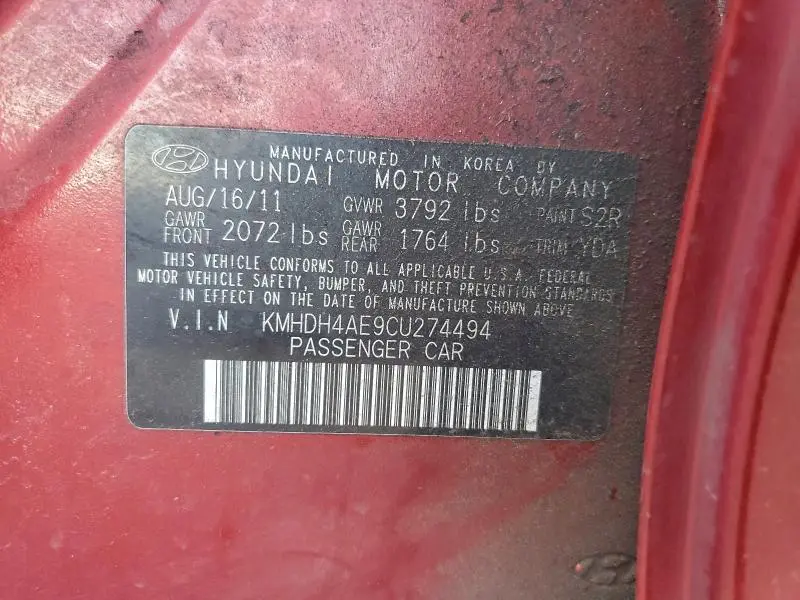 MANUFACTURED IN KOREA BY
HYUNDAI MOTOR COMPANY
AUG/16/11 GVWR 3792 lbs PAINT S2R
GAWR FRONT 2072 lbs GAWR REAR 1764 lbs TRIM YDA
THIS VEHICLE CONFORMS TO ALL APPLICABLE U.S.A. FEDERAL
MOTOR VEHICLE SAFETY, BUMPER, AND THEFT PREVENTION STANDARDS
IN EFFECT ON THE DATE OF MANUFACTURE SHOWN ABOVE
V.I.N KMHDH4AE9CU274494
PASSENGER CAR